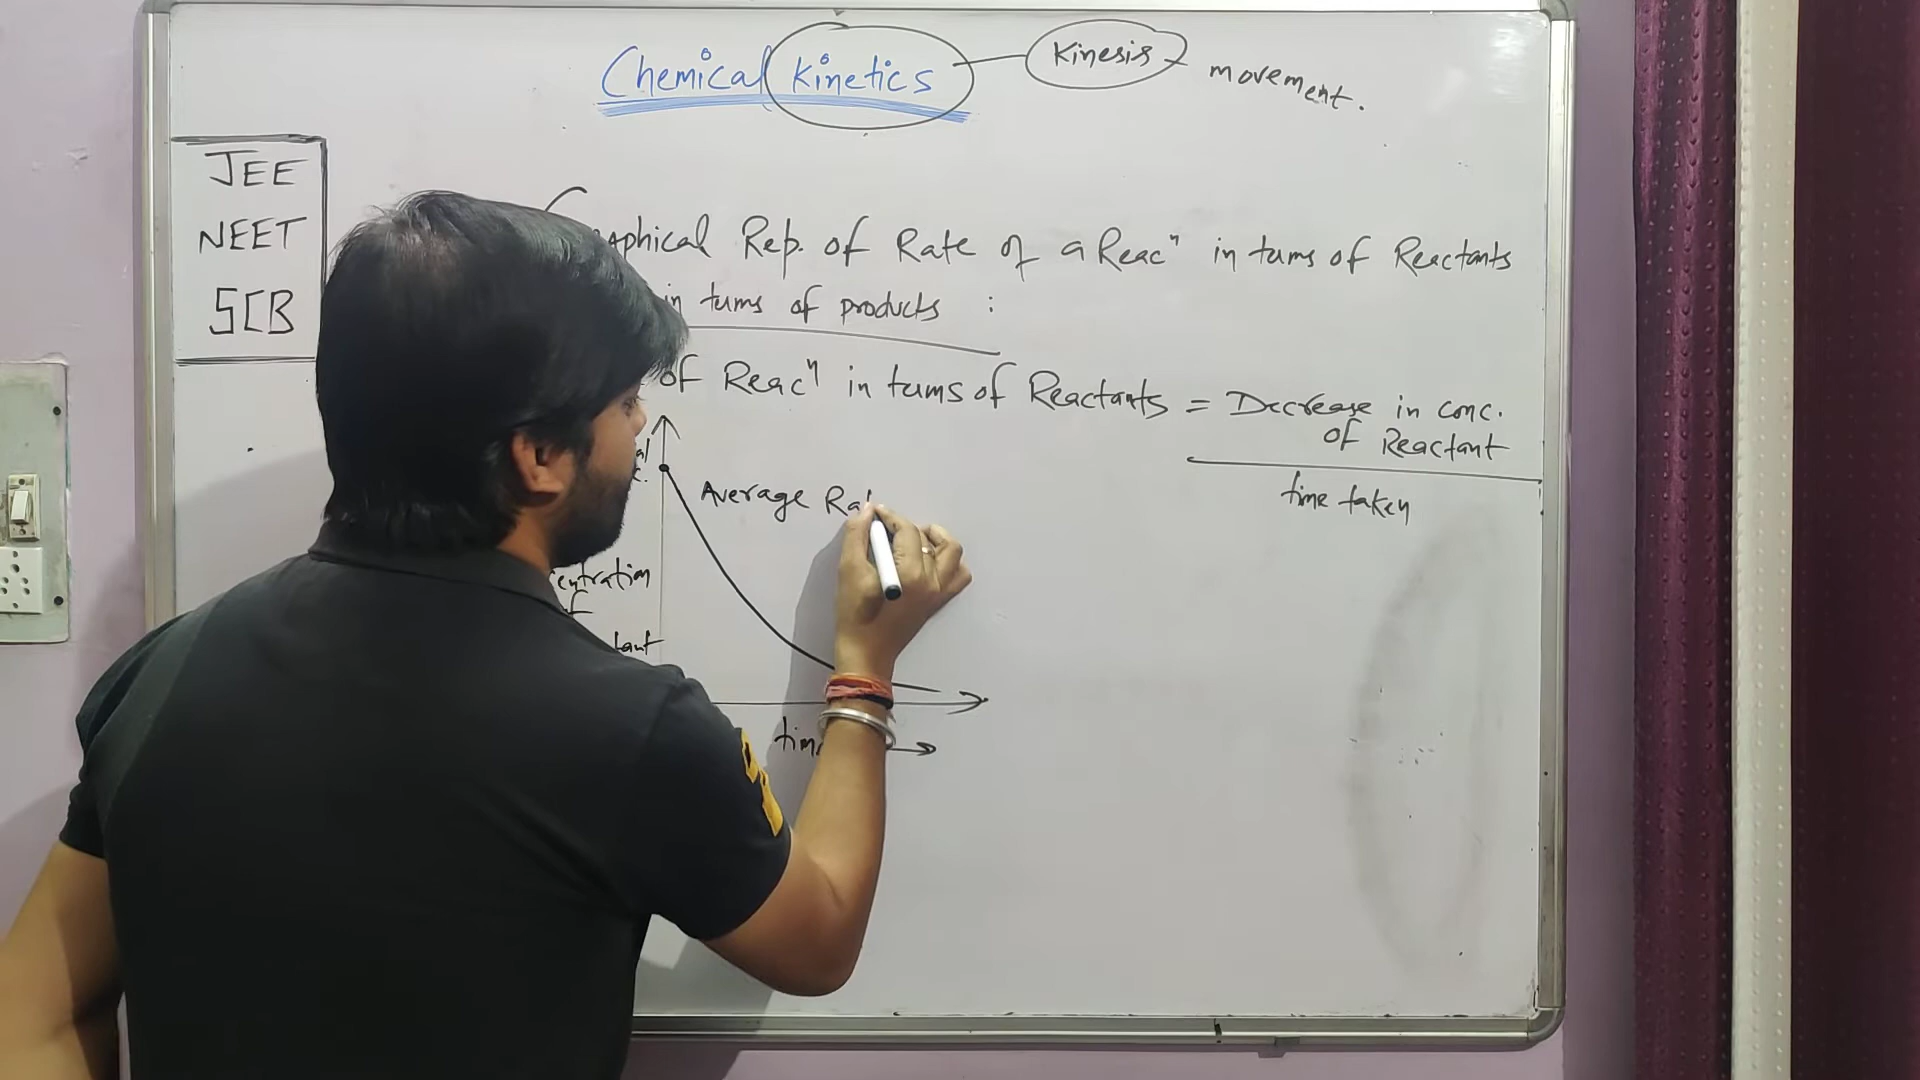 Chemical Kinetics
Kinesis
movement.
JEE
NEET
SCB
Rep. of Rate of a Reacⁿ in terms of Reactants
in terms of products :
of Reacⁿ in terms of Reactants = Decrease in conc.
of Reactant
time taken
Average